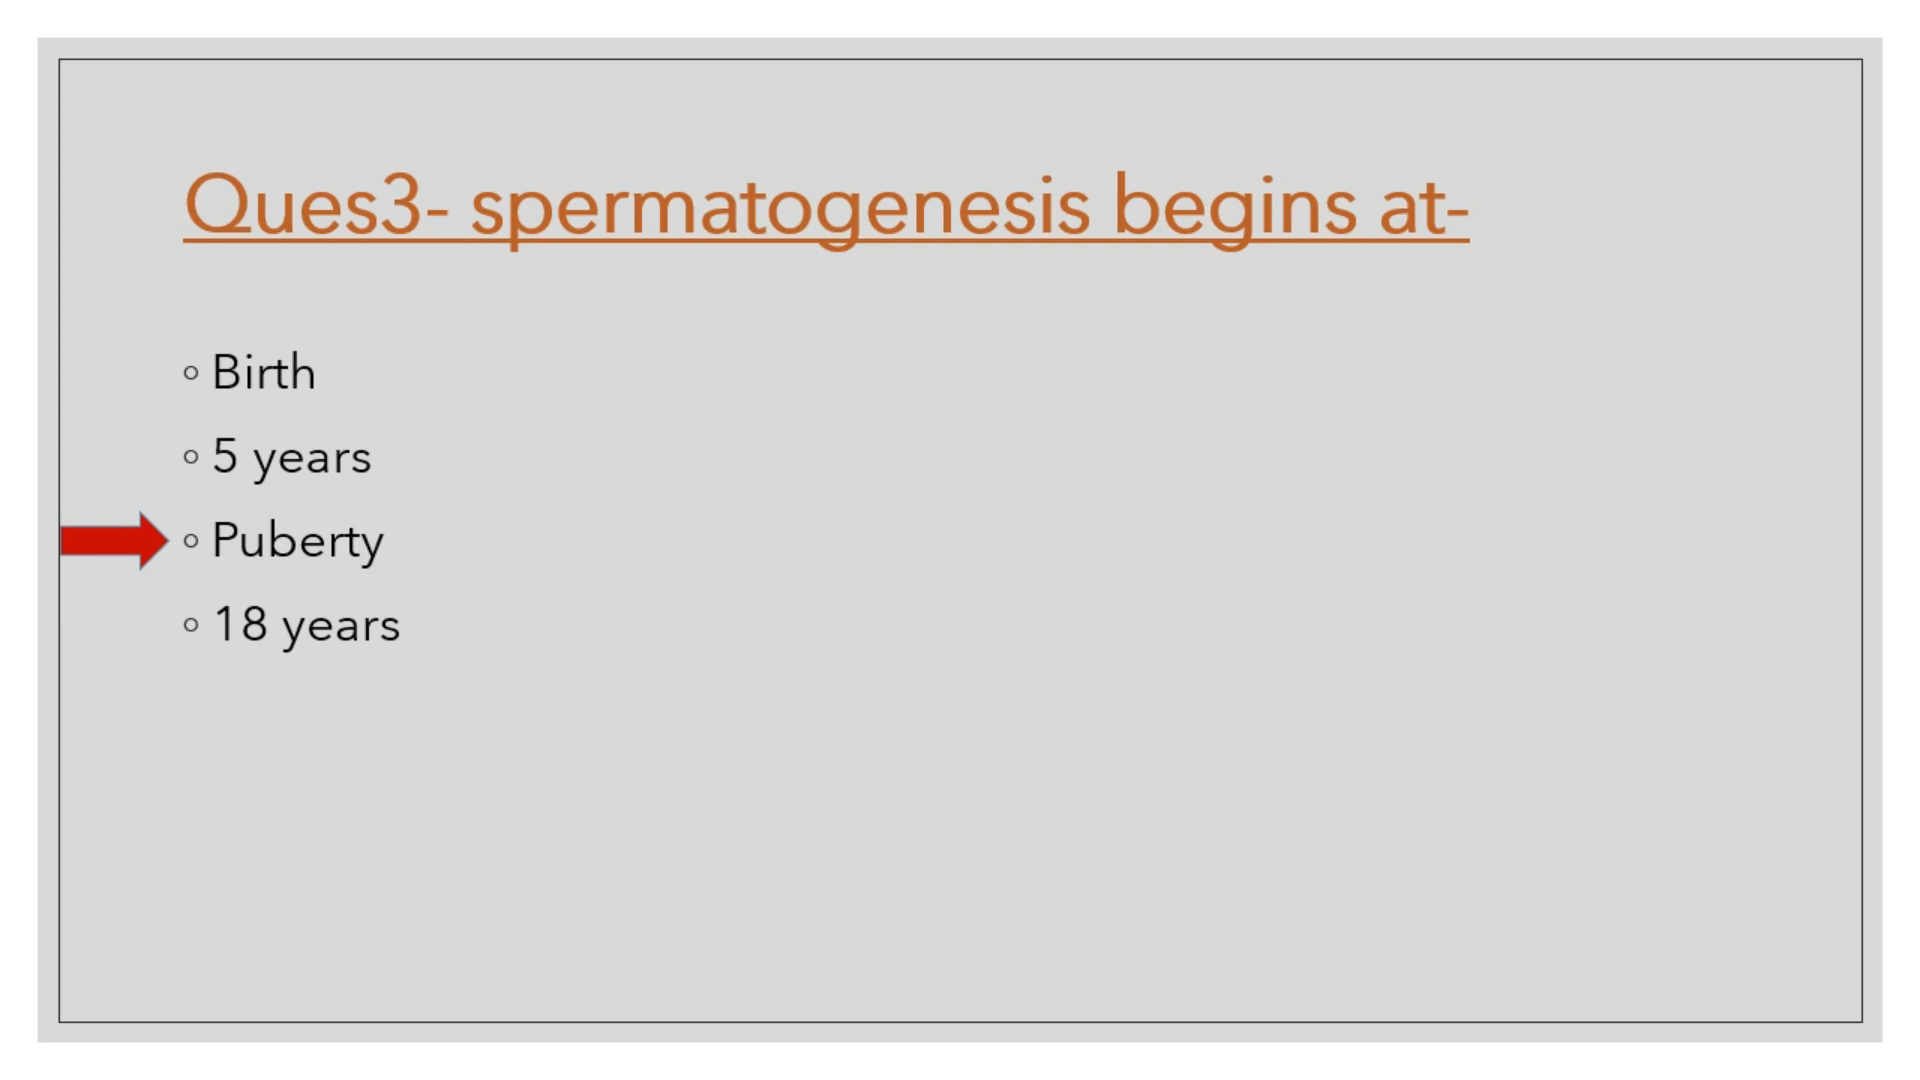 Ques3- spermatogenesis begins at-
◦ Birth
◦ 5 years
◦ Puberty
◦ 18 years